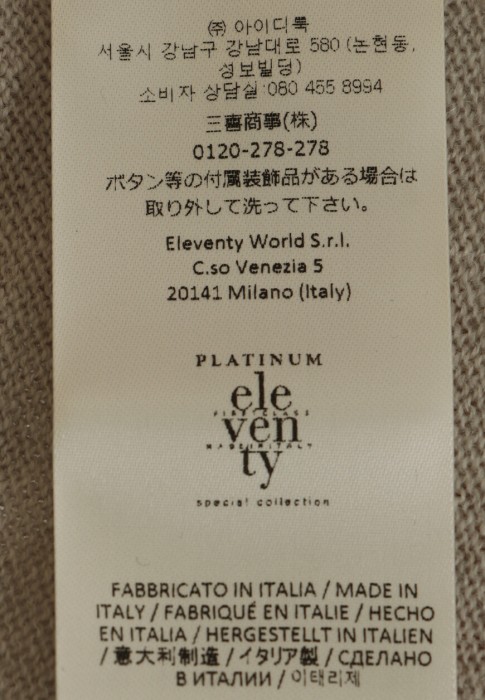 ㈜ 아이디룩
서울시 강남구 강남대로 580 (논현동,
성보빌딩)
소비자 상담실 080 455 8994
三喜商事(株)
0120-278-278
ボタン等の付属装飾品がある場合は
取り外して洗って下さい。
Eleventy World S.r.l.
C.so Venezia 5
20141 Milano (Italy)
PLATINUM
ele
FIRST CLASS
ven
MADE IN ITALY
ty
special collection
FABBRICATO IN ITALIA / MADE IN
ITALY / FABRIQUÉ EN ITALIE / HECHO
EN ITALIA / HERGESTELLT IN ITALIEN
/ 意大利制造 / イタリア製 / СДЕЛАНО
В ИТАЛИИ / 이태리제